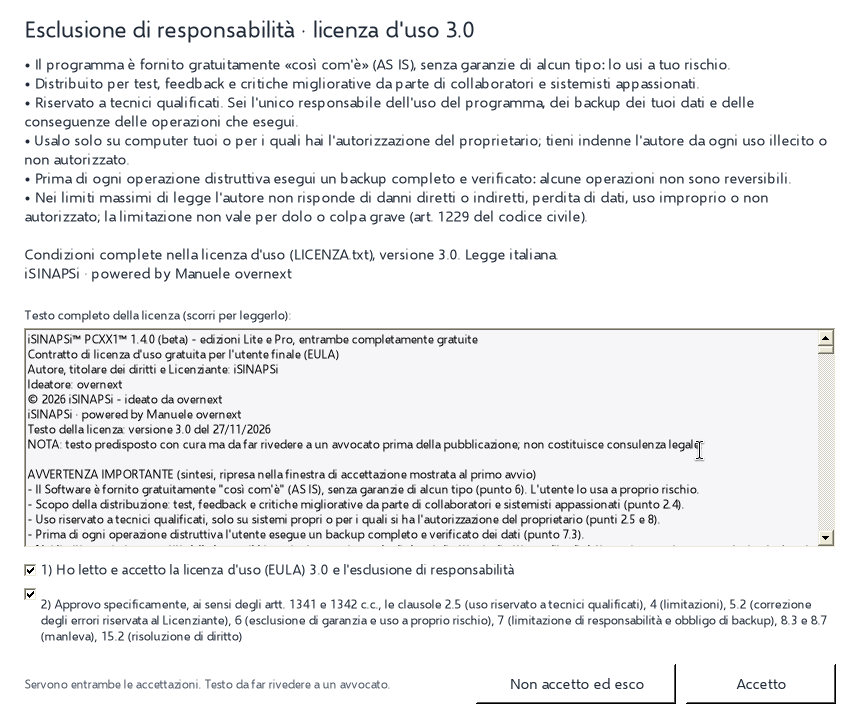 Esclusione di responsabilità · licenza d'uso 3.0
• Il programma è fornito gratuitamente «così com'è» (AS IS), senza garanzie di alcun tipo: lo usi a tuo rischio.
• Distribuito per test, feedback e critiche migliorative da parte di collaboratori e sistemisti appassionati.
• Riservato a tecnici qualificati. Sei l'unico responsabile dell'uso del programma, dei backup dei tuoi dati e delle
conseguenze delle operazioni che esegui.
• Usalo solo su computer tuoi o per i quali hai l'autorizzazione del proprietario; tieni indenne l'autore da ogni uso illecito o
non autorizzato.
• Prima di ogni operazione distruttiva esegui un backup completo e verificato: alcune operazioni non sono reversibili.
• Nei limiti massimi di legge l'autore non risponde di danni diretti o indiretti, perdita di dati, uso improprio o non
autorizzato; la limitazione non vale per dolo o colpa grave (art. 1229 del codice civile).
Condizioni complete nella licenza d'uso (LICENZA.txt), versione 3.0. Legge italiana.
iSINAPSi · powered by Manuele overnext
Testo completo della licenza (scorri per leggerlo):
iSINAPSi™ PCXX1™ 1.4.0 (beta) - edizioni Lite e Pro, entrambe completamente gratuite
Contratto di licenza d'uso gratuita per l'utente finale (EULA)
Autore, titolare dei diritti e Licenziante: iSINAPSi
Ideatore: overnext
© 2026 iSINAPSi - ideato da overnext
iSINAPSi · powered by Manuele overnext
Testo della licenza: versione 3.0 del 27/11/2026
NOTA: testo predisposto con cura ma da far rivedere a un avvocato prima della pubblicazione; non costituisce consulenza legale.
AVVERTENZA IMPORTANTE (sintesi, ripresa nella finestra di accettazione mostrata al primo avvio)
- Il Software è fornito gratuitamente "così com'è" (AS IS), senza garanzie di alcun tipo (punto 6). L'utente lo usa a proprio rischio.
- Scopo della distribuzione: test, feedback e critiche migliorative da parte di collaboratori e sistemisti appassionati (punto 2.4).
- Uso riservato a tecnici qualificati, solo su sistemi propri o per i quali si ha l'autorizzazione del proprietario (punti 2.5 e 8).
- Prima di ogni operazione distruttiva l'utente esegue un backup completo e verificato dei dati (punto 7.3).
1) Ho letto e accetto la licenza d'uso (EULA) 3.0 e l'esclusione di responsabilità
2) Approvo specificamente, ai sensi degli artt. 1341 e 1342 c.c., le clausole 2.5 (uso riservato a tecnici qualificati), 4 (limitazioni), 5.2 (correzione
degli errori riservata al Licenziante), 6 (esclusione di garanzia e uso a proprio rischio), 7 (limitazione di responsabilità e obbligo di backup), 8.3 e 8.7
(manleva), 15.2 (risoluzione di diritto)
Servono entrambe le accettazioni. Testo da far rivedere a un avvocato.
Non accetto ed esco
Accetto